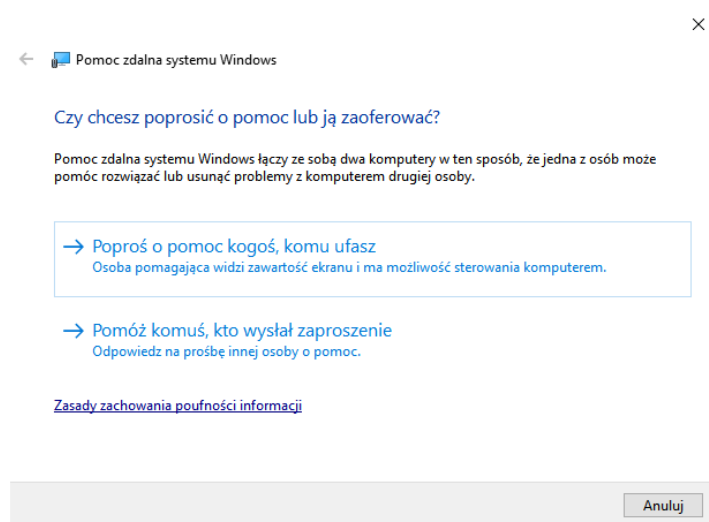 Pomoc zdalna systemu Windows
Czy chcesz poprosić o pomoc lub ją zaoferować?
Pomoc zdalna systemu Windows łączy ze sobą dwa komputery w ten sposób, że jedna z osób może
pomóc rozwiązać lub usunąć problemy z komputerem drugiej osoby.
Poproś o pomoc kogoś, komu ufasz
Osoba pomagająca widzi zawartość ekranu i ma możliwość sterowania komputerem.
Pomóż komuś, kto wysłał zaproszenie
Odpowiedz na prośbę innej osoby o pomoc.
Zasady zachowania poufności informacji
Anuluj